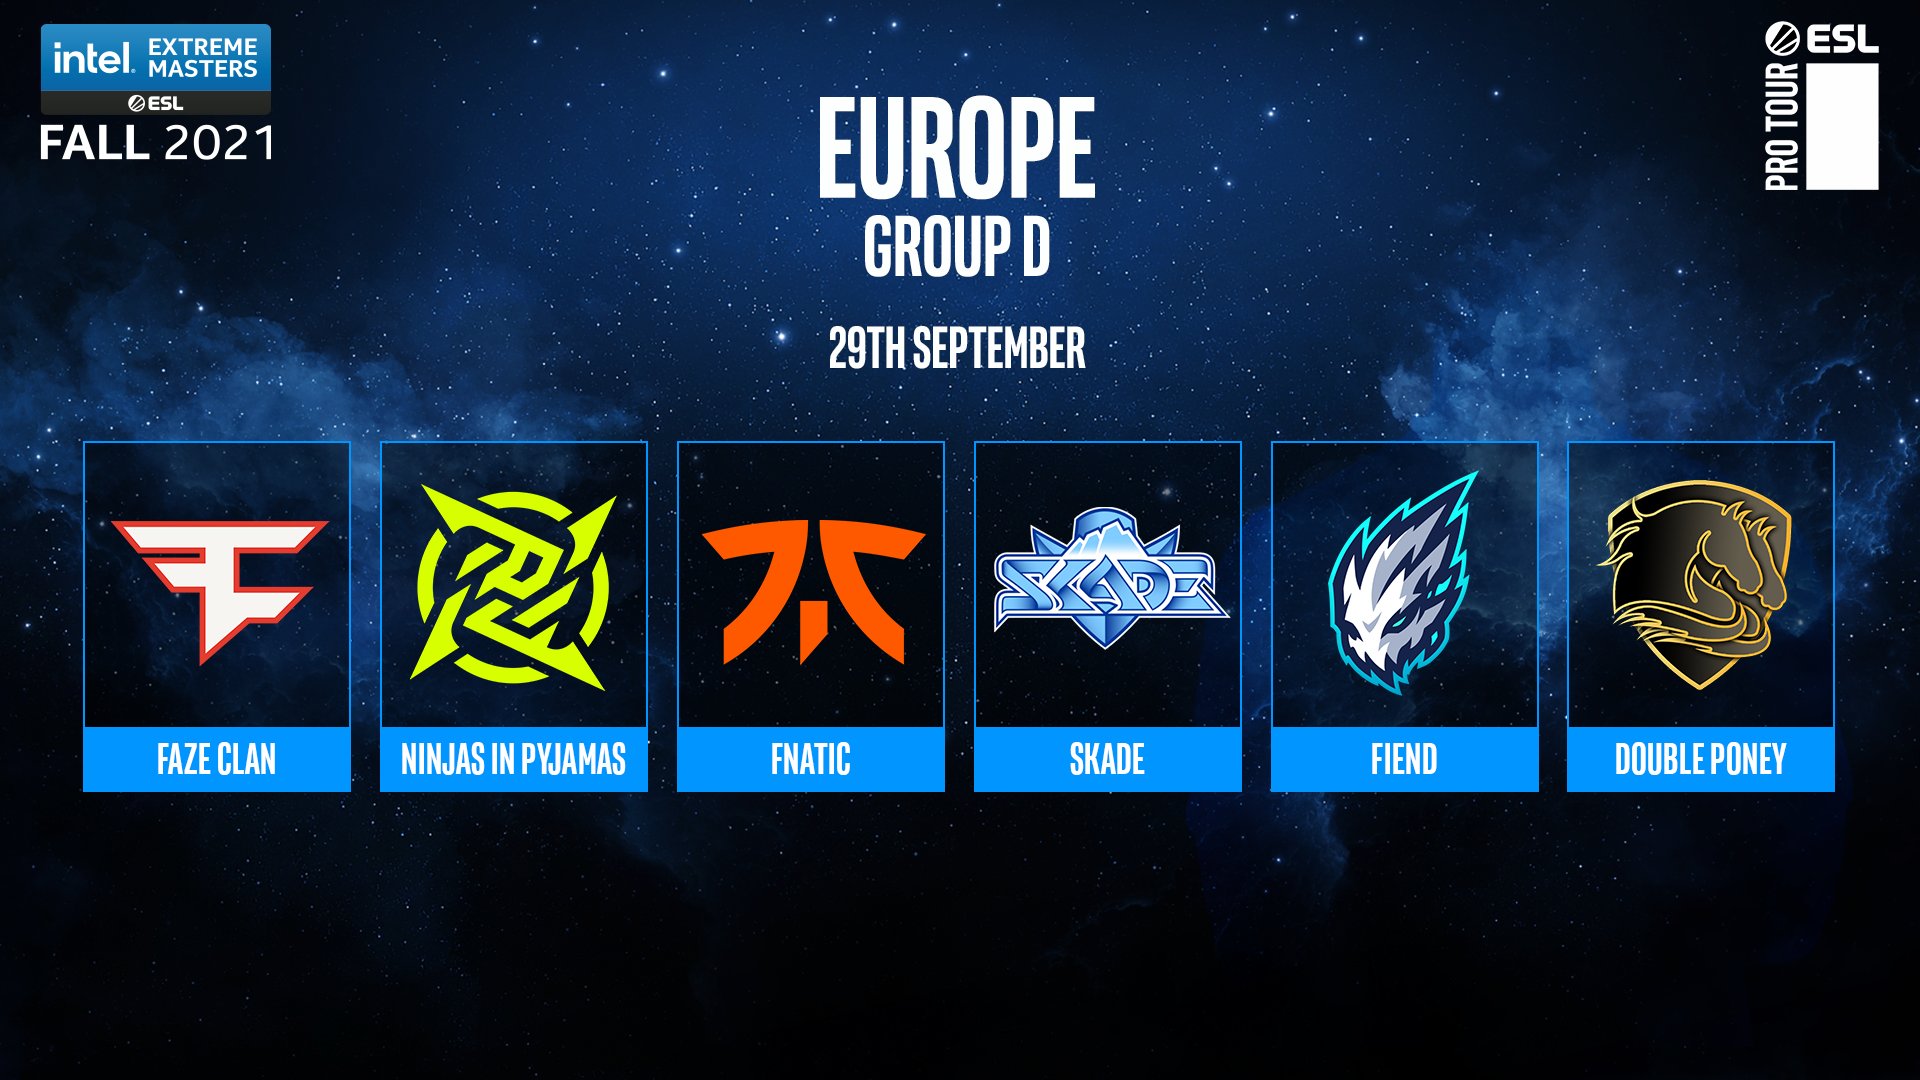 intel. EXTREME
MASTERS
ESL
FALL 2021
ESL
PRO TOUR
EUROPE
GROUP D
29TH SEPTEMBER
SKADE
FAZE CLAN
NINJAS IN PYJAMAS
FNATIC
SKADE
FIEND
DOUBLE PONEY